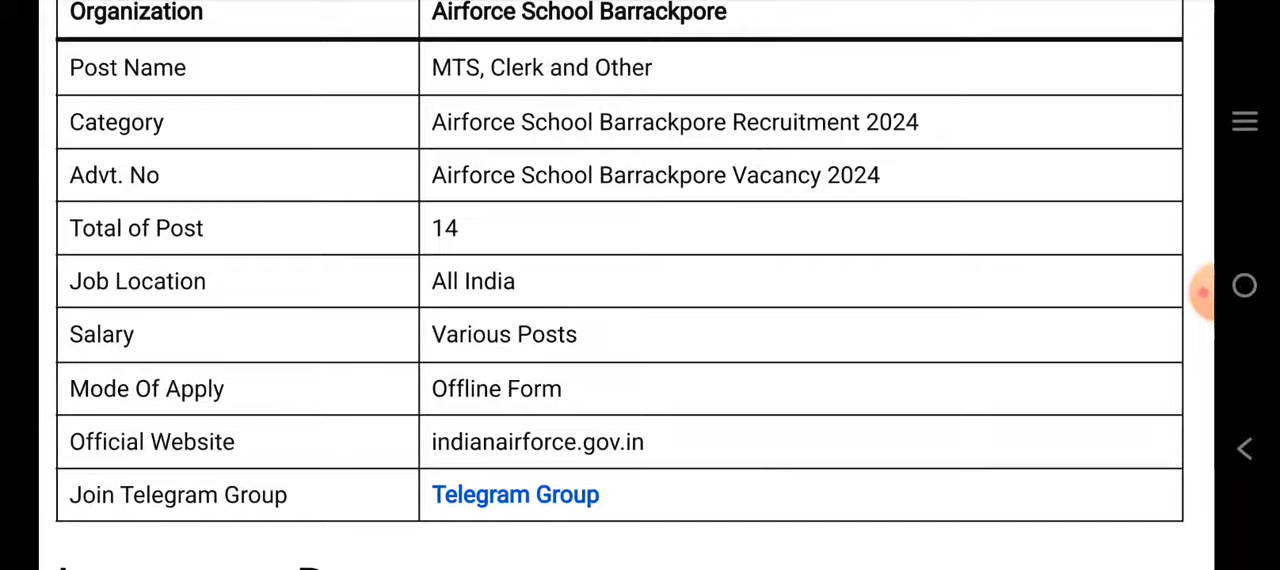 Organization Airforce School Barrackpore
Post Name MTS, Clerk and Other
Category Airforce School Barrackpore Recruitment 2024
Advt. No Airforce School Barrackpore Vacancy 2024
Total of Post 14
Job Location All India
Salary Various Posts
Mode Of Apply Offline Form
Official Website indianairforce.gov.in
Join Telegram Group Telegram Group